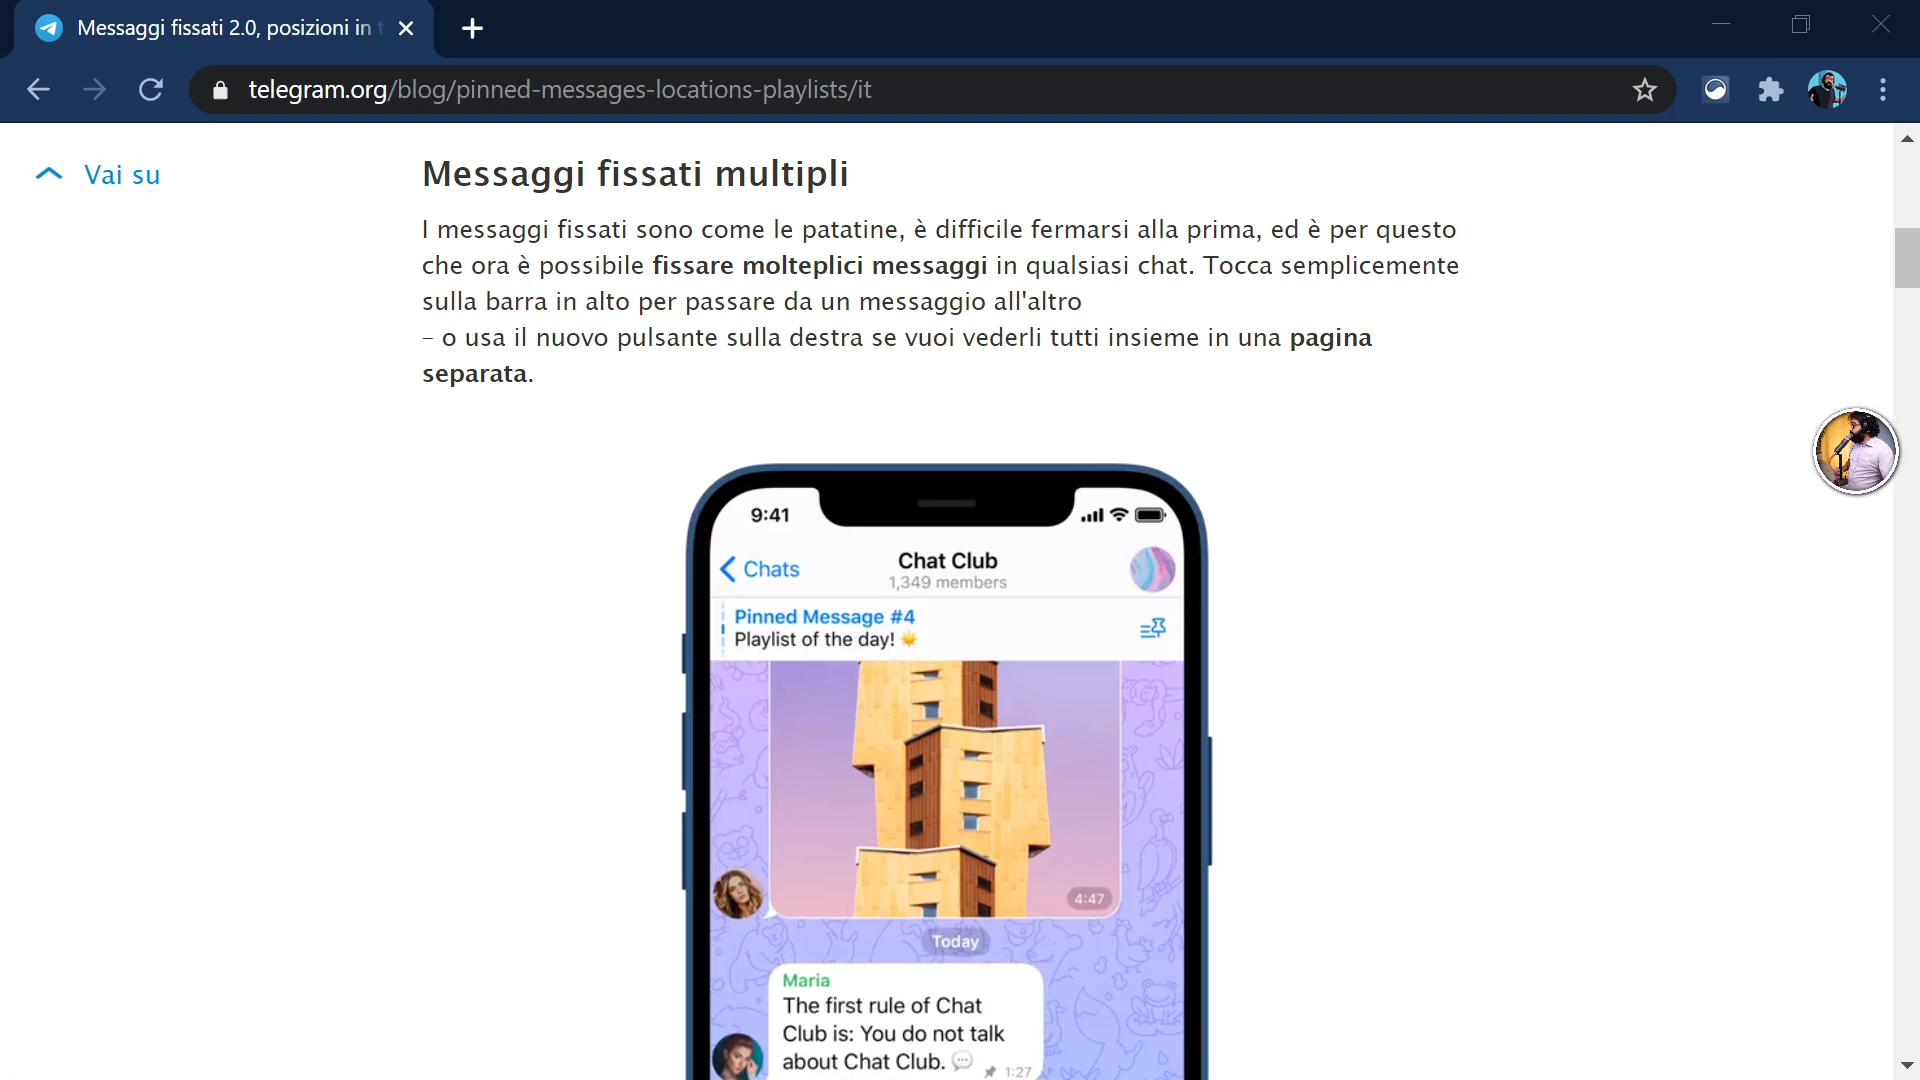 Messaggi fissati 2.0, posizioni in
telegram.org/blog/pinned-messages-locations-playlists/it
Vai su
Messaggi fissati multipli
I messaggi fissati sono come le patatine, è difficile fermarsi alla prima, ed è per questo
che ora è possibile fissare molteplici messaggi in qualsiasi chat. Tocca semplicemente
sulla barra in alto per passare da un messaggio all'altro
– o usa il nuovo pulsante sulla destra se vuoi vederli tutti insieme in una pagina
separata.
9:41
Chats
Chat Club
1,349 members
Pinned Message #4
Playlist of the day! ☀️
4:47
Today
Maria
The first rule of Chat
Club is: You do not talk
about Chat Club. 💬
1:27